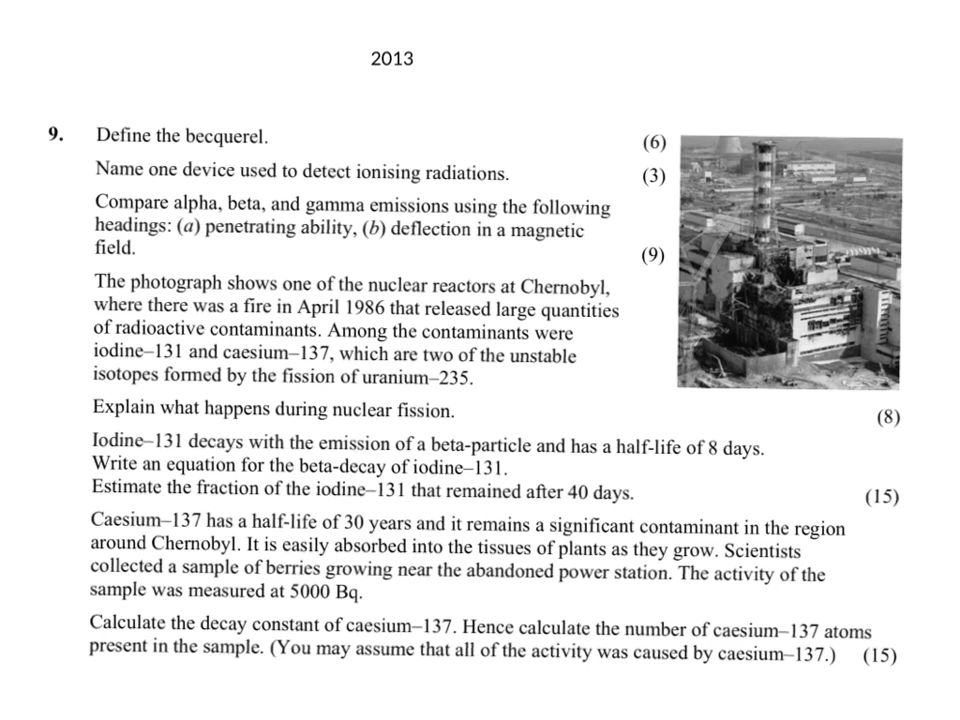 2013
9. Define the becquerel. (6)
Name one device used to detect ionising radiations. (3)
Compare alpha, beta, and gamma emissions using the following
headings: (a) penetrating ability, (b) deflection in a magnetic
field. (9)
The photograph shows one of the nuclear reactors at Chernobyl,
where there was a fire in April 1986 that released large quantities
of radioactive contaminants. Among the contaminants were
iodine–131 and caesium–137, which are two of the unstable
isotopes formed by the fission of uranium–235.
Explain what happens during nuclear fission. (8)
Iodine–131 decays with the emission of a beta-particle and has a half-life of 8 days.
Write an equation for the beta-decay of iodine–131.
Estimate the fraction of the iodine–131 that remained after 40 days. (15)
Caesium–137 has a half-life of 30 years and it remains a significant contaminant in the region
around Chernobyl. It is easily absorbed into the tissues of plants as they grow. Scientists
collected a sample of berries growing near the abandoned power station. The activity of the
sample was measured at 5000 Bq.
Calculate the decay constant of caesium–137. Hence calculate the number of caesium–137 atoms
present in the sample. (You may assume that all of the activity was caused by caesium–137.) (15)